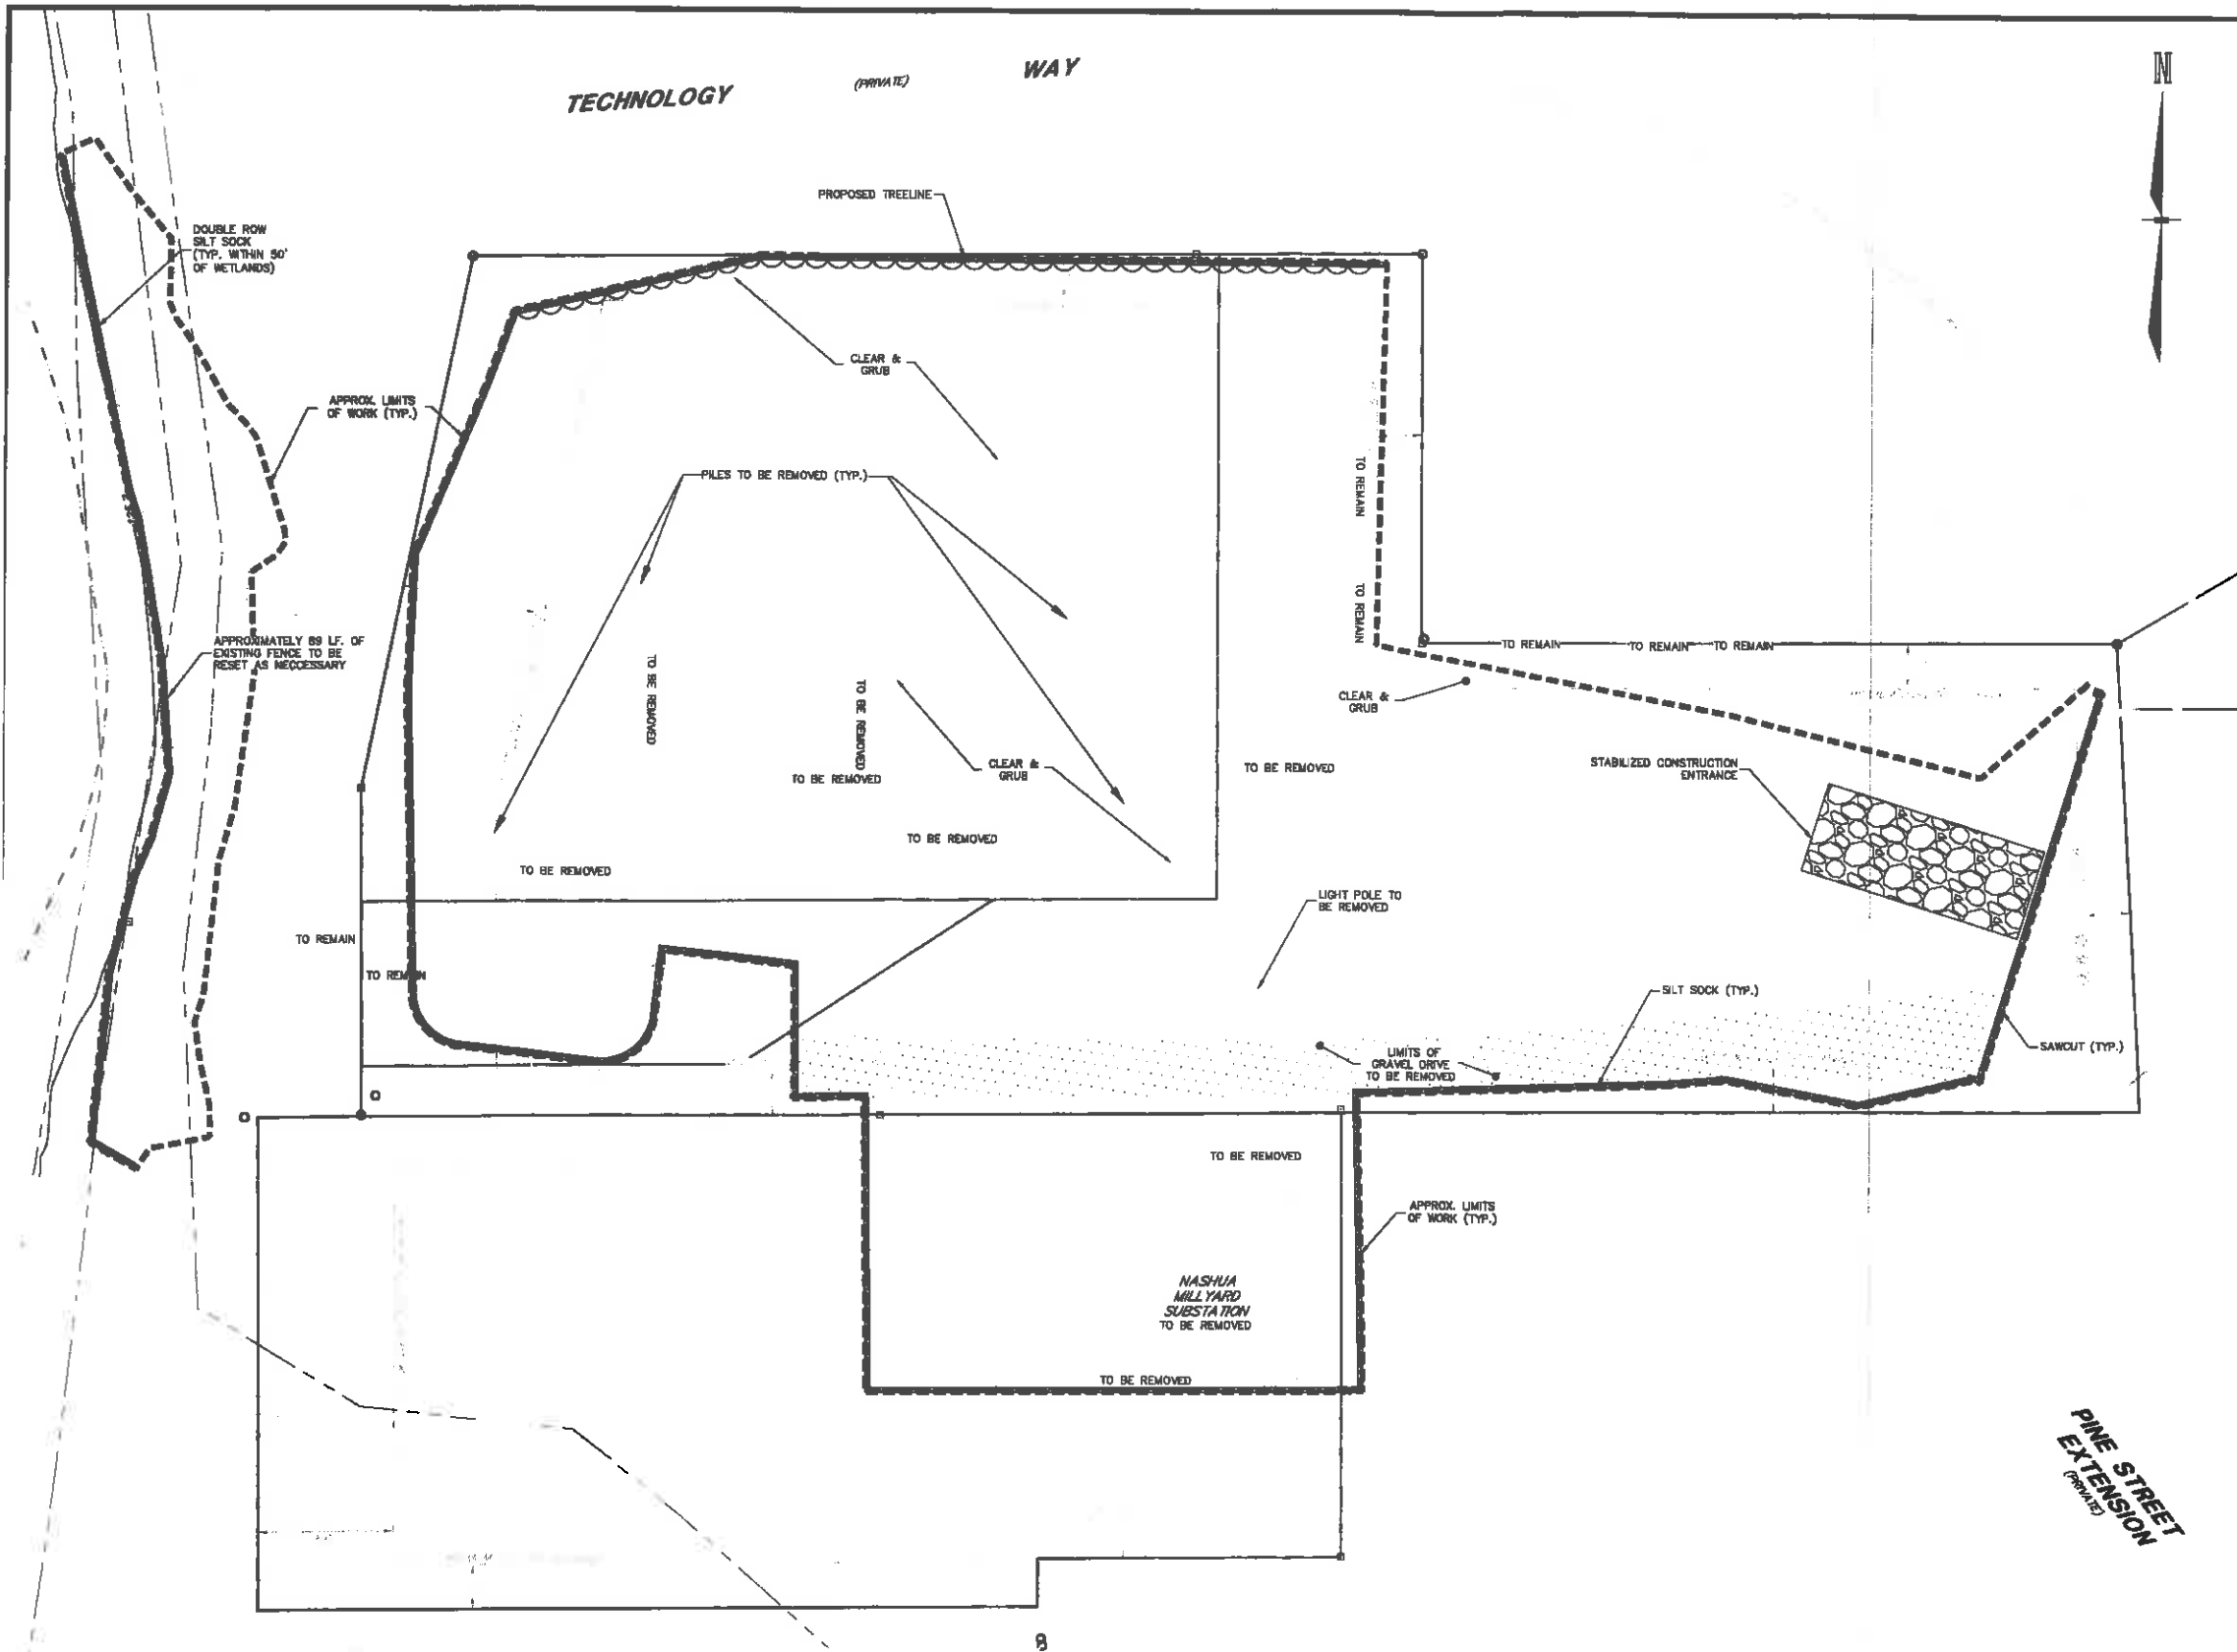 N
TECHNOLOGY (PRIVATE) WAY
PROPOSED TREELINE
DOUBLE ROW
SILT SOCK
(TYP. WITHIN 50'
OF WETLANDS)
CLEAR &
GRUB
APPROX. LIMITS
OF WORK (TYP.)
PILES TO BE REMOVED (TYP.)
TO REMAIN
TO REMAIN
APPROXIMATELY 89 LF. OF
EXISTING FENCE TO BE
RESET AS NECCESSARY
TO BE REMOVED
TO BE REMOVED
TO REMAIN
TO REMAIN
TO REMAIN
CLEAR &
GRUB
TO BE REMOVED
CLEAR &
GRUB
TO BE REMOVED
STABILIZED CONSTRUCTION
ENTRANCE
TO BE REMOVED
TO BE REMOVED
LIGHT POLE TO
BE REMOVED
TO REMAIN
TO REMAIN
SILT SOCK (TYP.)
LIMITS OF
GRAVEL DRIVE
TO BE REMOVED
SAWCUT (TYP.)
TO BE REMOVED
APPROX. LIMITS
OF WORK (TYP.)
NASHUA
MILLYARD
SUBSTATION
TO BE REMOVED
TO BE REMOVED
PINE STREET
EXTENSION
(PRIVATE)